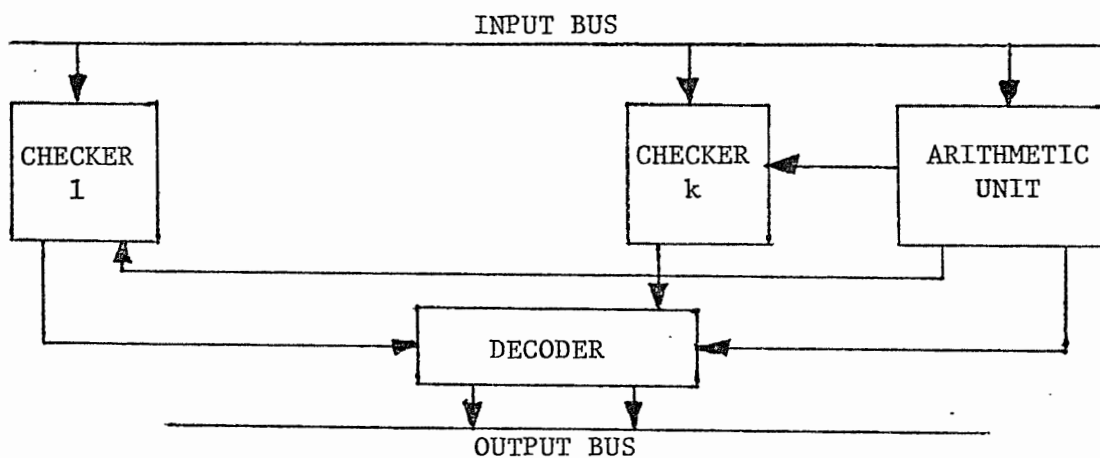 INPUT BUS
CHECKER
1
CHECKER
k
ARITHMETIC
UNIT
DECODER
OUTPUT BUS